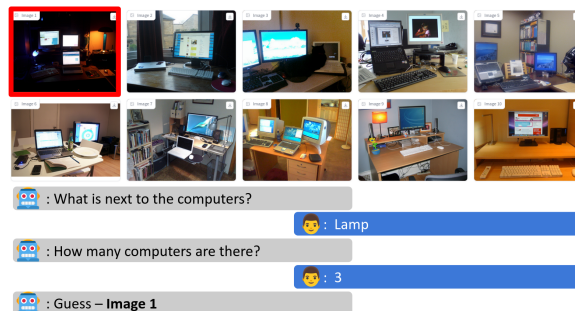 Image 1
Image 2
Image 3
Image 4
Image 5
Image 6
Image 7
Image 8
Image 9
Image 10
: What is next to the computers?
: Lamp
: How many computers are there?
: 3
: Guess – Image 1